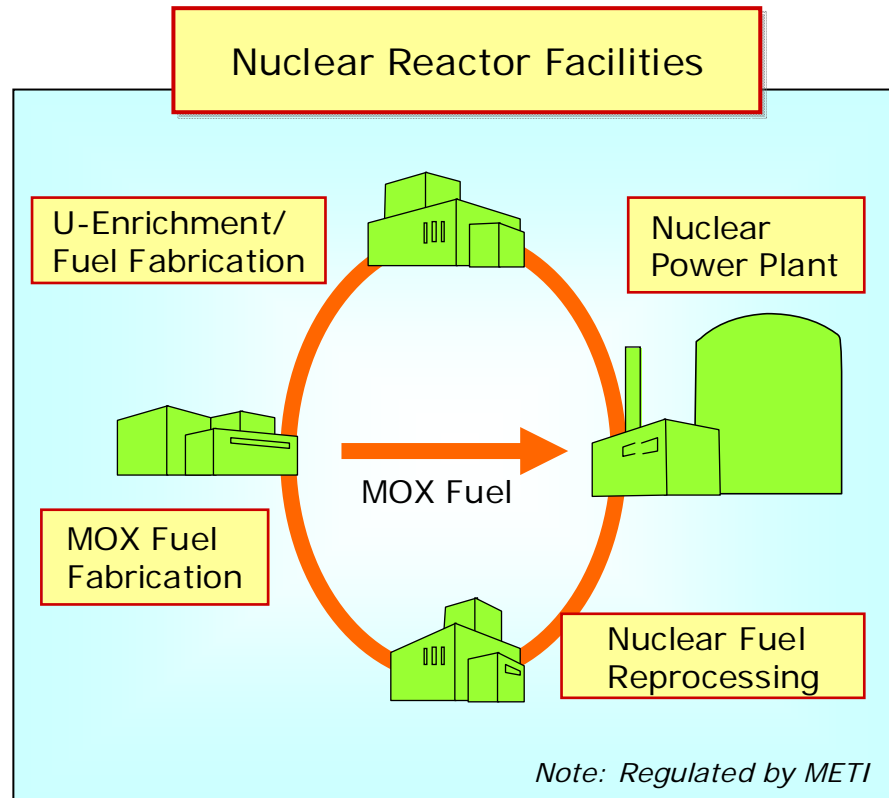 Nuclear Reactor Facilities
U-Enrichment/
Fuel Fabrication
Nuclear
Power Plant
MOX Fuel
MOX Fuel
Fabrication
Nuclear Fuel
Reprocessing
Note: Regulated by METI